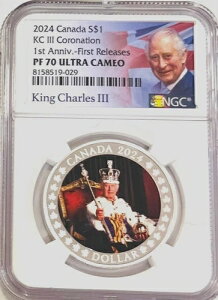 2024 Canada S$1
KC III Coronation
1st Anniv.-First Releases
PF 70 ULTRA CAMEO
8158519-029
NGC
King Charles III
CANADA 2024
DOLLAR